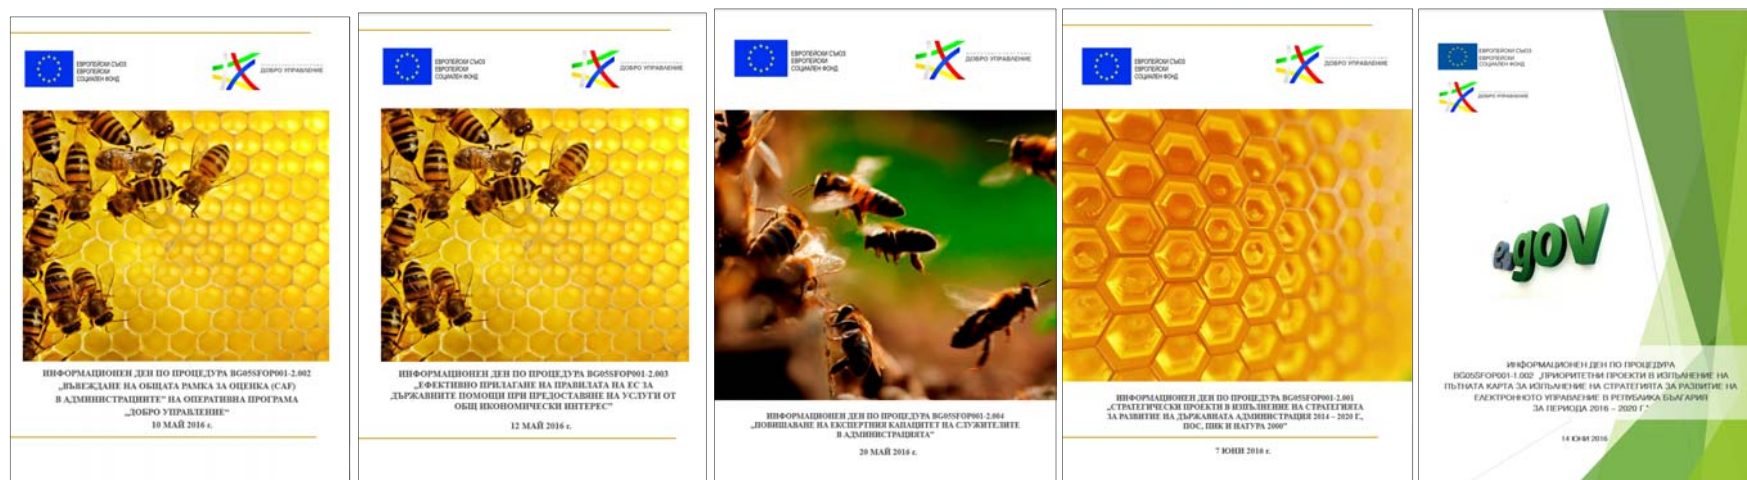 ЕВРОПЕЙСКИ СЪЮЗ
ЕВРОПЕЙСКИ
СОЦИАЛЕН ФОНД
ДОБРО УПРАВЛЕНИЕ
ИНФОРМАЦИОНЕН ДЕН ПО ПРОЦЕДУРА BG05SFOP001-2.002
„ВЪВЕЖДАНЕ НА ОБЩАТА РАМКА ЗА ОЦЕНКА (CAF)
В АДМИНИСТРАЦИИТЕ" НА ОПЕРАТИВНА ПРОГРАМА
„ДОБРО УПРАВЛЕНИЕ"
10 МАЙ 2016 г.
ЕВРОПЕЙСКИ СЪЮЗ
ЕВРОПЕЙСКИ
СОЦИАЛЕН ФОНД
ДОБРО УПРАВЛЕНИЕ
ИНФОРМАЦИОНЕН ДЕН ПО ПРОЦЕДУРА BG05SFOP001-2.003
„ЕФЕКТИВНО ПРИЛАГАНЕ НА ПРАВИЛАТА НА ЕС ЗА
ДЪРЖАВНИТЕ ПОМОЩИ ПРИ ПРЕДОСТАВЯНЕ НА УСЛУГИ ОТ
ОБЩ ИКОНОМИЧЕСКИ ИНТЕРЕС"
12 МАЙ 2016 г.
ЕВРОПЕЙСКИ СЪЮЗ
ЕВРОПЕЙСКИ
СОЦИАЛЕН ФОНД
ДОБРО УПРАВЛЕНИЕ
ИНФОРМАЦИОНЕН ДЕН ПО ПРОЦЕДУРА BG05SFOP001-2.004
„ПОВИШАВАНЕ НА ЕКСПЕРТНИЯ КАПАЦИТЕТ НА СЛУЖИТЕЛИТЕ
В АДМИНИСТРАЦИЯТА"
20 МАЙ 2016 г.
ЕВРОПЕЙСКИ СЪЮЗ
ЕВРОПЕЙСКИ
СОЦИАЛЕН ФОНД
ДОБРО УПРАВЛЕНИЕ
ИНФОРМАЦИОНЕН ДЕН ПО ПРОЦЕДУРА BG05SFOP001-2.001
„СТРАТЕГИЧЕСКИ ПРОЕКТИ В ИЗПЪЛНЕНИЕ НА СТРАТЕГИЯТА
ЗА РАЗВИТИЕ НА ДЪРЖАВНАТА АДМИНИСТРАЦИЯ 2014 – 2020 Г.,
ПОС, ПИК И НАТУРА 2000"
7 ЮНИ 2016 г.
ЕВРОПЕЙСКИ СЪЮЗ
ЕВРОПЕЙСКИ
СОЦИАЛЕН ФОНД
ДОБРО УПРАВЛЕНИЕ
e.gov
ИНФОРМАЦИОНЕН ДЕН ПО ПРОЦЕДУРА
BG05SFOP001-1.002 „ПРИОРИТЕТНИ ПРОЕКТИ В ИЗПЪЛНЕНИЕ НА
ПЪТНАТА КАРТА ЗА ИЗПЪЛНЕНИЕ НА СТРАТЕГИЯТА ЗА РАЗВИТИЕ НА
ЕЛЕКТРОННОТО УПРАВЛЕНИЕ В РЕПУБЛИКА БЪЛГАРИЯ
ЗА ПЕРИОДА 2016 – 2020 Г."
14 ЮНИ 2016